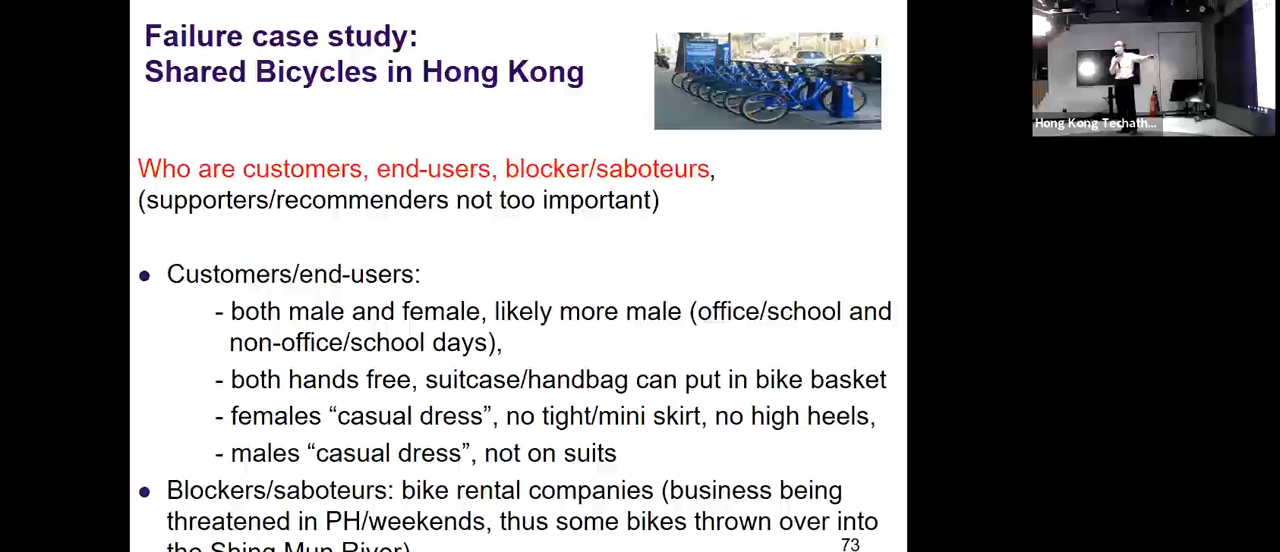 Failure case study:
Shared Bicycles in Hong Kong
Hong Kong Techath...
Who are customers, end-users, blocker/saboteurs,
(supporters/recommenders not too important)
● Customers/end-users:
- both male and female, likely more male (office/school and
non-office/school days),
- both hands free, suitcase/handbag can put in bike basket
- females “casual dress”, no tight/mini skirt, no high heels,
- males “casual dress”, not on suits
● Blockers/saboteurs: bike rental companies (business being
threatened in PH/weekends, thus some bikes thrown over into
the Shing Mun River)
73